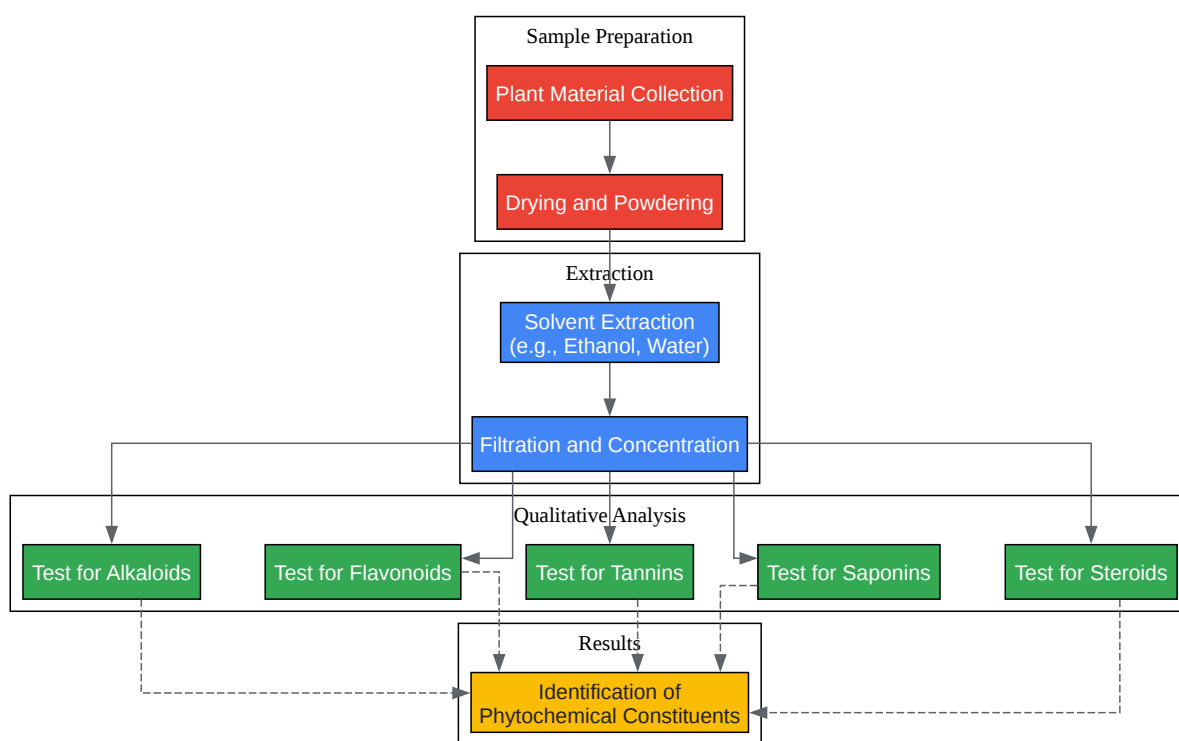 Sample Preparation
Plant Material Collection
Drying and Powdering
Extraction
Solvent Extraction
(e.g., Ethanol, Water)
Filtration and Concentration
Qualitative Analysis
Test for Alkaloids
Test for Flavonoids
Test for Tannins
Test for Saponins
Test for Steroids
Results
Identification of
Phytochemical Constituents